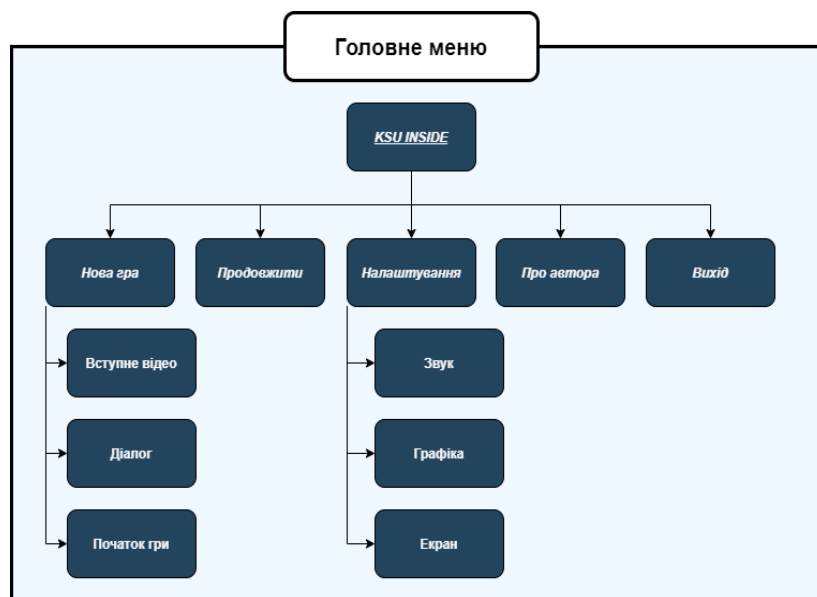 Головне меню
KSU INSIDE
Нова гра
Продовжити
Налаштування
Про автора
Вихід
Вступне відео
Звук
Діалог
Графіка
Початок гри
Екран